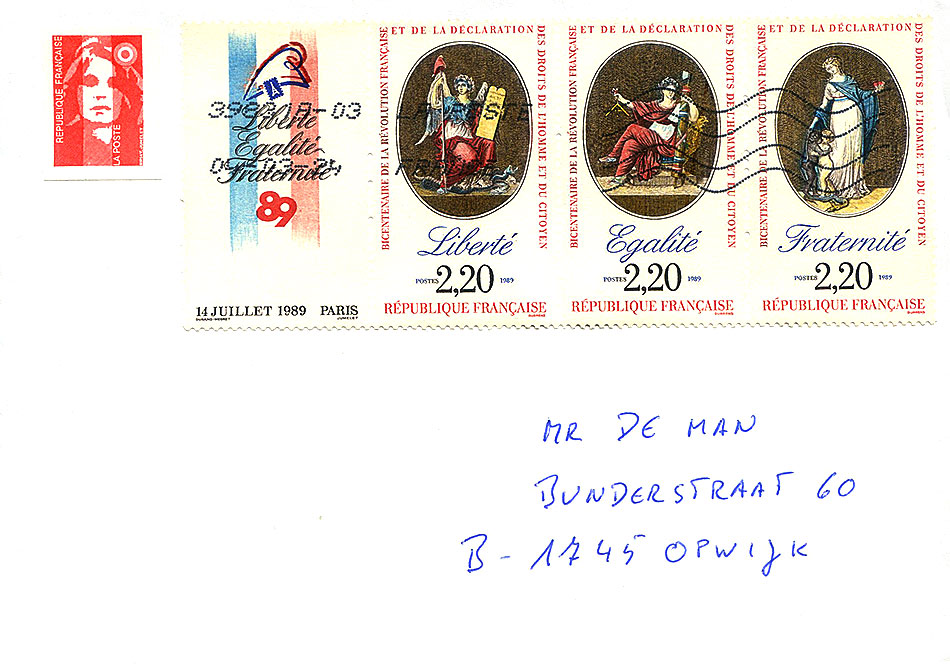 RÉPUBLIQUE FRANÇAISE
LA POSTE
Liberté
Egalité
Fraternité
89
14 JUILLET 1989 PARIS
BICENTENAIRE DE LA RÉVOLUTION FRANÇAISE
ET DE LA DÉCLARATION
DES DROITS DE L'HOMME ET DU CITOYEN
Liberté
POSTES 2,20 1989
RÉPUBLIQUE FRANÇAISE
BICENTENAIRE DE LA RÉVOLUTION FRANÇAISE
ET DE LA DÉCLARATION
DES DROITS DE L'HOMME ET DU CITOYEN
Egalité
POSTES 2,20 1989
RÉPUBLIQUE FRANÇAISE
BICENTENAIRE DE LA RÉVOLUTION FRANÇAISE
ET DE LA DÉCLARATION
DES DROITS DE L'HOMME ET DU CITOYEN
Fraternité
POSTES 2,20 1989
RÉPUBLIQUE FRANÇAISE
MR DE MAN
BUNDERSTRAAT 60
B - 1745 OPWIJK